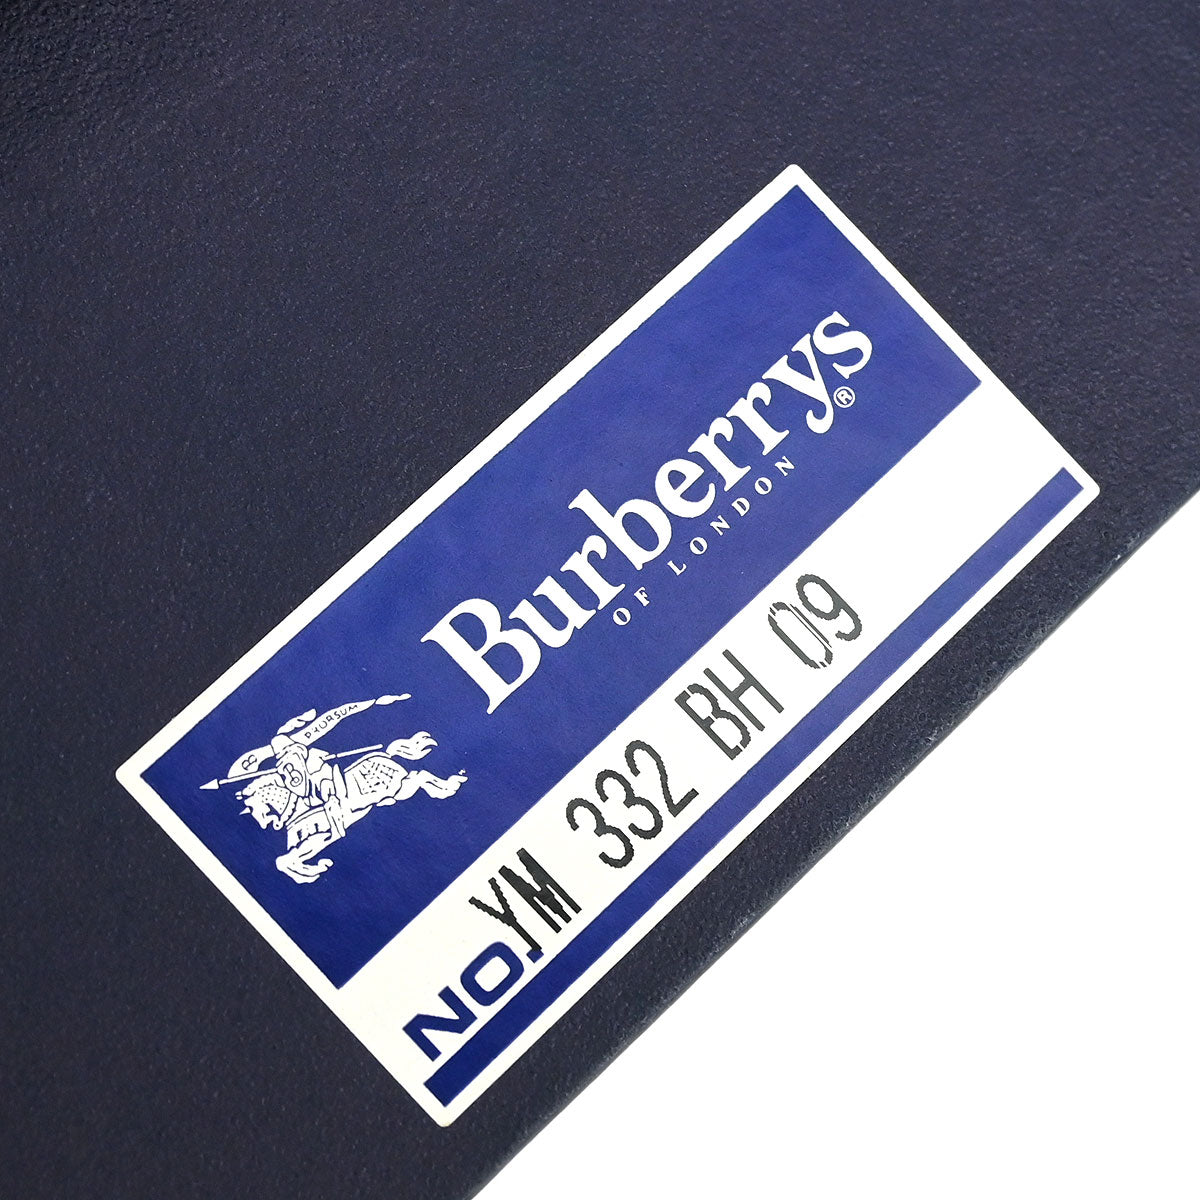 Burberrys®
OF LONDON
PRORSUM
B
B
NO. YM 332 BH 09